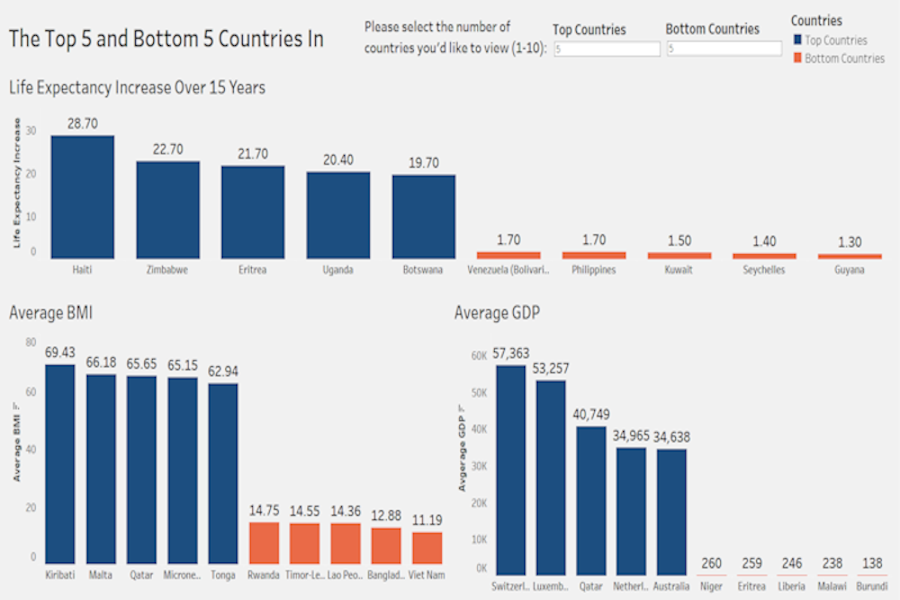 The Top 5 and Bottom 5 Countries In
Please select the number of
countries you'd like to view (1-10):
Top Countries
5
Bottom Countries
5
Countries
Top Countries
Bottom Countries
Life Expectancy Increase Over 15 Years
Life Expectancy Increase
30
20
10
0
28.70 22.70 21.70 20.40 19.70 1.70 1.70 1.50 1.40 1.30
Haiti Zimbabwe Eritrea Uganda Botswana Venezuela (Bolivari.. Philippines Kuwait Seychelles Guyana
Average BMI
Average BMI
80
60
40
20
0
69.43 66.18 65.65 65.15 62.94 14.75 14.55 14.36 12.88 11.19
Kiribati Malta Qatar Microne.. Tonga Rwanda Timor-Le.. Lao Peo.. Banglad.. Viet Nam
Average GDP
Avgerage GDP
60K
50K
40K
30K
20K
10K
0K
57,363 53,257 40,749 34,965 34,638 260 259 246 238 138
Switzerl.. Luxemb.. Qatar Netherl.. Australia Niger Eritrea Liberia Malawi Burundi